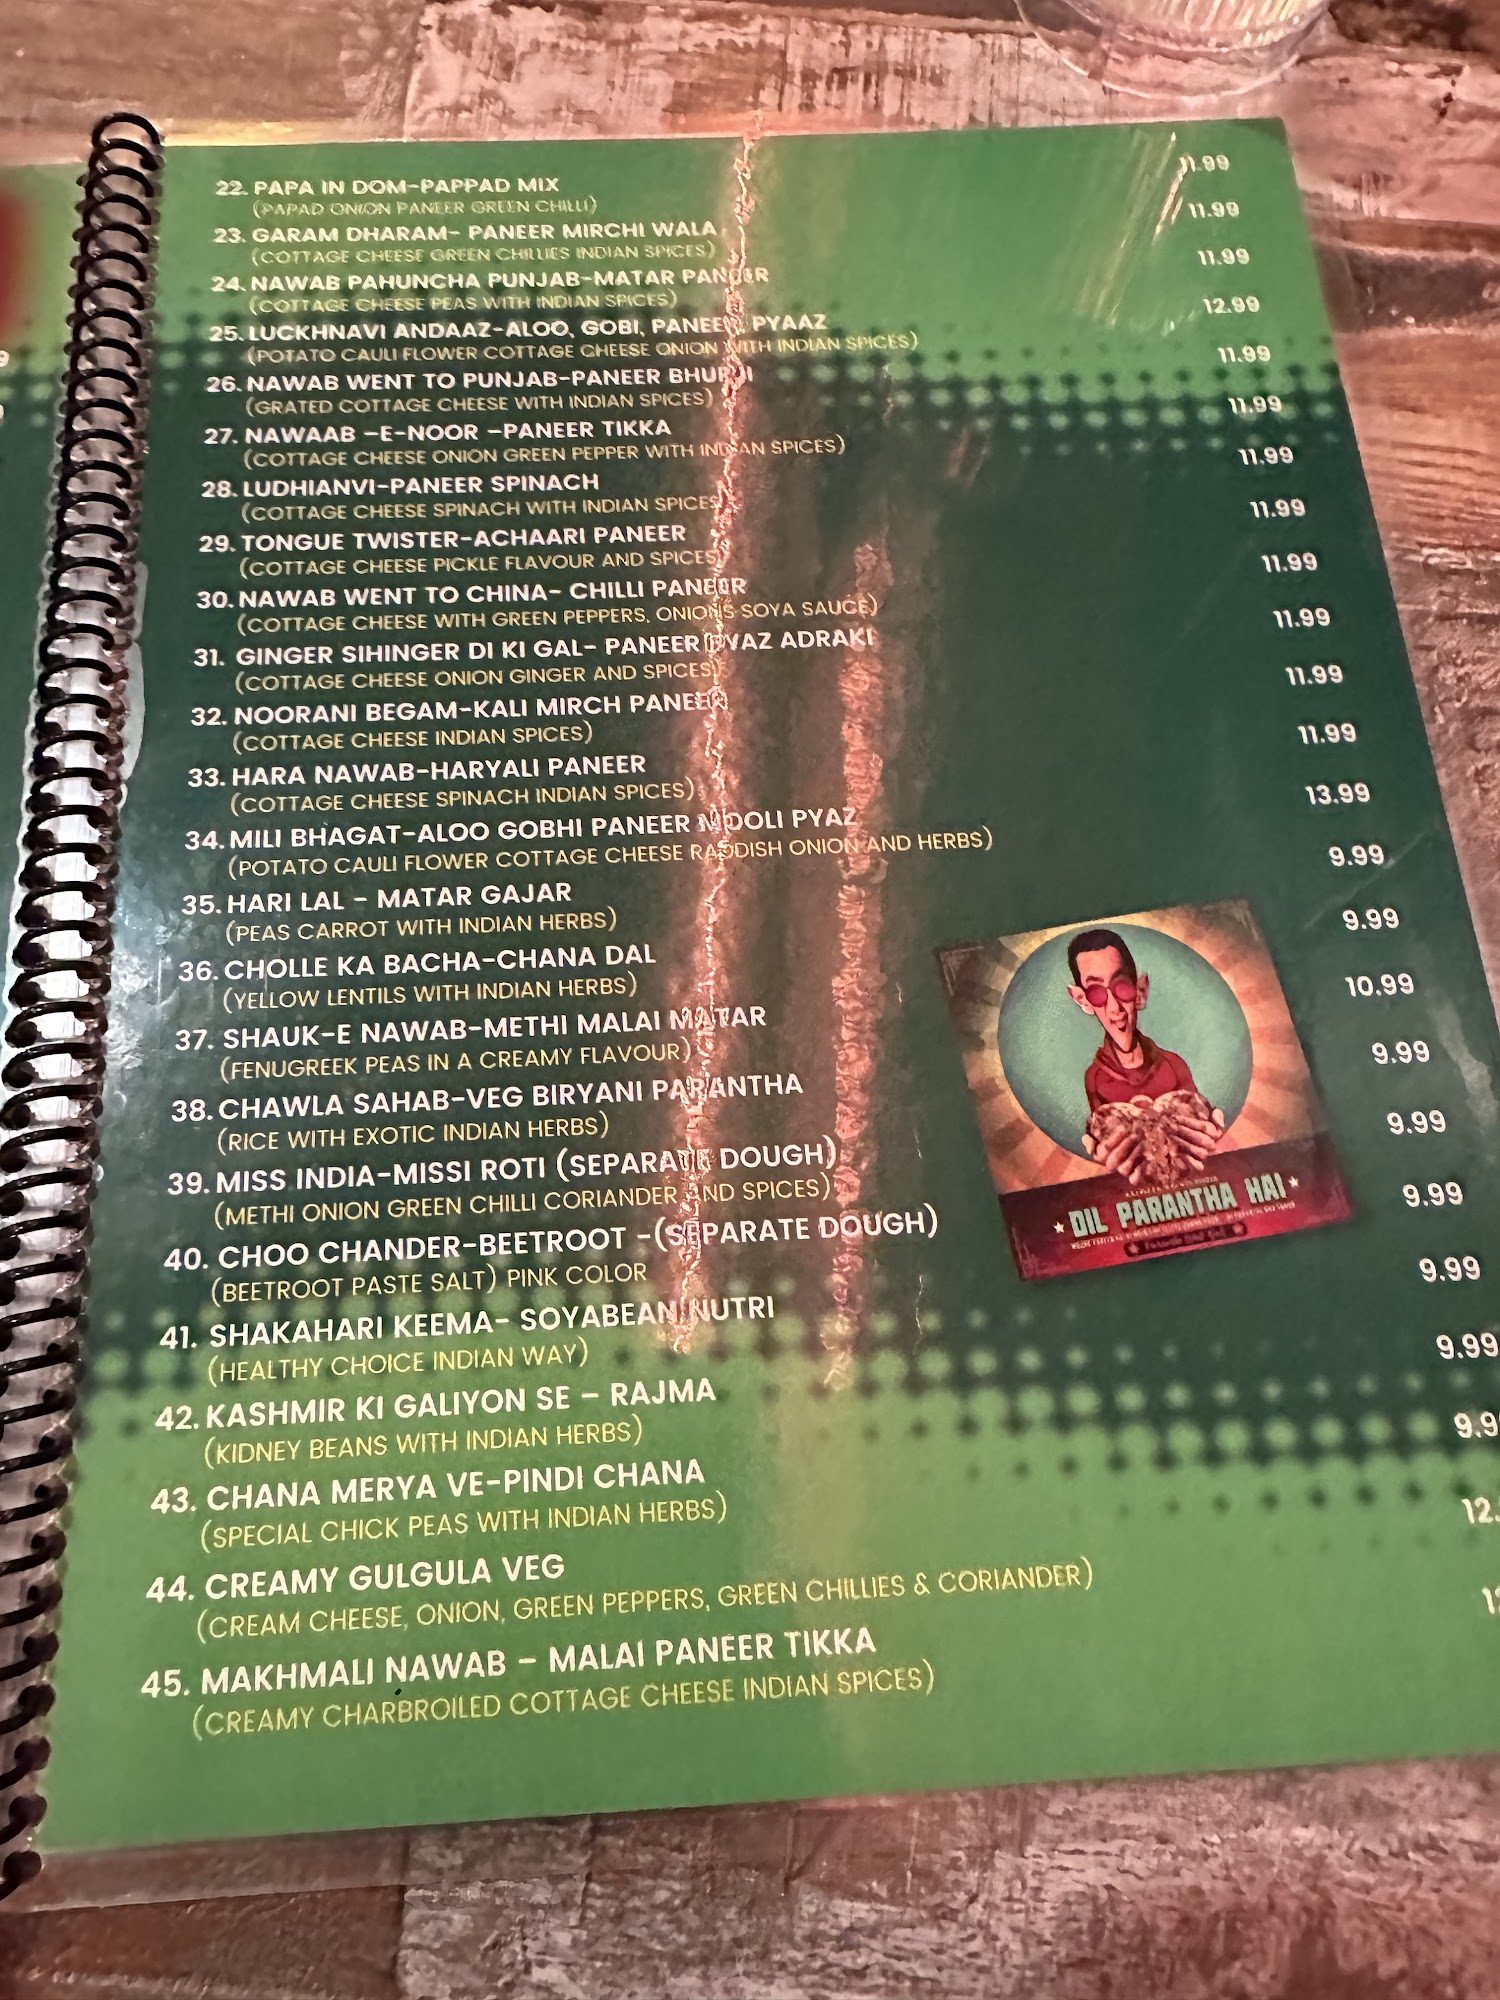 22. PAPA IN DOM-PAPPAD MIX 11.99
(PAPAD ONION PANEER GREEN CHILLI)
23. GARAM DHARAM- PANEER MIRCHI WALA 11.99
(COTTAGE CHEESE GREEN CHILLIES INDIAN SPICES)
24. NAWAB PAHUNCHA PUNJAB-MATAR PANEER 11.99
(COTTAGE CHEESE PEAS WITH INDIAN SPICES)
25. LUCKHNAVI ANDAAZ-ALOO, GOBI, PANEER, PYAAZ 12.99
(POTATO CAULI FLOWER COTTAGE CHEESE ONION WITH INDIAN SPICES)
26. NAWAB WENT TO PUNJAB-PANEER BHURJI 11.99
(GRATED COTTAGE CHEESE WITH INDIAN SPICES)
27. NAWAAB –E-NOOR –PANEER TIKKA 11.99
(COTTAGE CHEESE ONION GREEN PEPPER WITH INDIAN SPICES)
28. LUDHIANVI-PANEER SPINACH 11.99
(COTTAGE CHEESE SPINACH WITH INDIAN SPICES)
29. TONGUE TWISTER-ACHAARI PANEER 11.99
(COTTAGE CHEESE PICKLE FLAVOUR AND SPICES)
30. NAWAB WENT TO CHINA- CHILLI PANEER 11.99
(COTTAGE CHEESE WITH GREEN PEPPERS, ONIONS SOYA SAUCE)
31. GINGER SIHINGER DI KI GAL- PANEER PYAZ ADRAKI 11.99
(COTTAGE CHEESE ONION GINGER AND SPICES)
32. NOORANI BEGAM-KALI MIRCH PANEER 11.99
(COTTAGE CHEESE INDIAN SPICES)
33. HARA NAWAB-HARYALI PANEER 11.99
(COTTAGE CHEESE SPINACH INDIAN SPICES)
34. MILI BHAGAT-ALOO GOBHI PANEER MOOLI PYAZ 13.99
(POTATO CAULI FLOWER COTTAGE CHEESE RADDISH ONION AND HERBS)
35. HARI LAL - MATAR GAJAR 9.99
(PEAS CARROT WITH INDIAN HERBS)
36. CHOLLE KA BACHA-CHANA DAL 9.99
(YELLOW LENTILS WITH INDIAN HERBS)
37. SHAUK-E NAWAB-METHI MALAI MATAR 10.99
(FENUGREEK PEAS IN A CREAMY FLAVOUR)
38. CHAWLA SAHAB-VEG BIRYANI PARANTHA 9.99
(RICE WITH EXOTIC INDIAN HERBS)
39. MISS INDIA-MISSI ROTI (SEPARATE DOUGH) 9.99
(METHI ONION GREEN CHILLI CORIANDER AND SPICES)
40. CHOO CHANDER-BEETROOT -(SEPARATE DOUGH) 9.99
(BEETROOT PASTE SALT) PINK COLOR
41. SHAKAHARI KEEMA- SOYABEAN NUTRI 9.99
(HEALTHY CHOICE INDIAN WAY)
42. KASHMIR KI GALIYON SE – RAJMA 9.99
(KIDNEY BEANS WITH INDIAN HERBS)
43. CHANA MERYA VE-PINDI CHANA 9.9
(SPECIAL CHICK PEAS WITH INDIAN HERBS)
44. CREAMY GULGULA VEG 12.
(CREAM CHEESE, ONION, GREEN PEPPERS, GREEN CHILLIES & CORIANDER)
45. MAKHMALI NAWAB – MALAI PANEER TIKKA
(CREAMY CHARBROILED COTTAGE CHEESE INDIAN SPICES)
DIL PARANTHA HAI